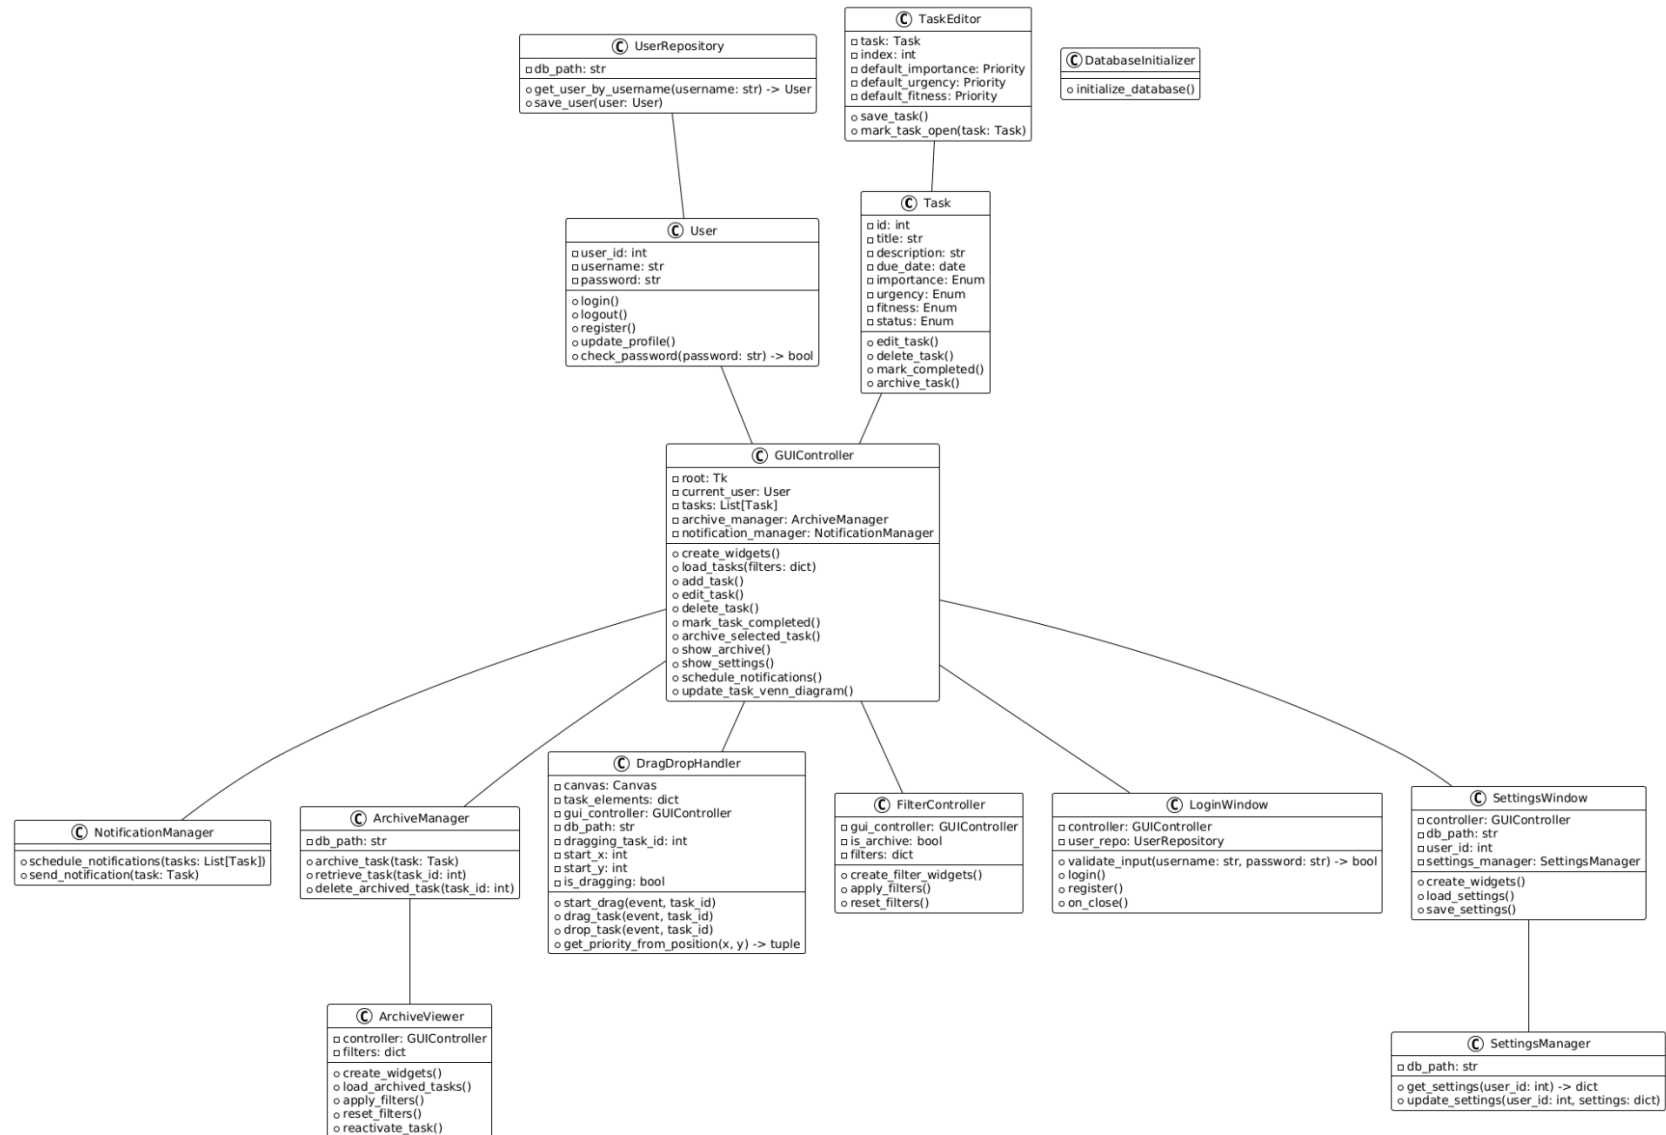 C TaskEditor
task: Task
index: int
default_importance: Priority
default_urgency: Priority
default_fitness: Priority
save_task()
mark_task_open(task: Task)
C UserRepository
db_path: str
get_user_by_username(username: str) -> User
save_user(user: User)
C DatabaseInitializer
initialize_database()
C User
user_id: int
username: str
password: str
login()
logout()
register()
update_profile()
check_password(password: str) -> bool
C Task
id: int
title: str
description: str
due_date: date
importance: Enum
urgency: Enum
fitness: Enum
status: Enum
edit_task()
delete_task()
mark_completed()
archive_task()
C GUIController
root: Tk
current_user: User
tasks: List[Task]
archive_manager: ArchiveManager
notification_manager: NotificationManager
create_widgets()
load_tasks(filters: dict)
add_task()
edit_task()
delete_task()
mark_task_completed()
archive_selected_task()
show_archive()
show_settings()
schedule_notifications()
update_task_venn_diagram()
C NotificationManager
schedule_notifications(tasks: List[Task])
send_notification(task: Task)
C ArchiveManager
db_path: str
archive_task(task: Task)
retrieve_task(task_id: int)
delete_archived_task(task_id: int)
C DragDropHandler
canvas: Canvas
task_elements: dict
gui_controller: GUIController
db_path: str
dragging_task_id: int
start_x: int
start_y: int
is_dragging: bool
start_drag(event, task_id)
drag_task(event, task_id)
drop_task(event, task_id)
get_priority_from_position(x, y) -> tuple
C FilterController
gui_controller: GUIController
is_archive: bool
filters: dict
create_filter_widgets()
apply_filters()
reset_filters()
C LoginWindow
controller: GUIController
user_repo: UserRepository
validate_input(username: str, password: str) -> bool
login()
register()
on_close()
C SettingsWindow
controller: GUIController
db_path: str
user_id: int
settings_manager: SettingsManager
create_widgets()
load_settings()
save_settings()
C ArchiveViewer
controller: GUIController
filters: dict
create_widgets()
load_archived_tasks()
apply_filters()
reset_filters()
reactivate_task()
C SettingsManager
db_path: str
get_settings(user_id: int) -> dict
update_settings(user_id: int, settings: dict)